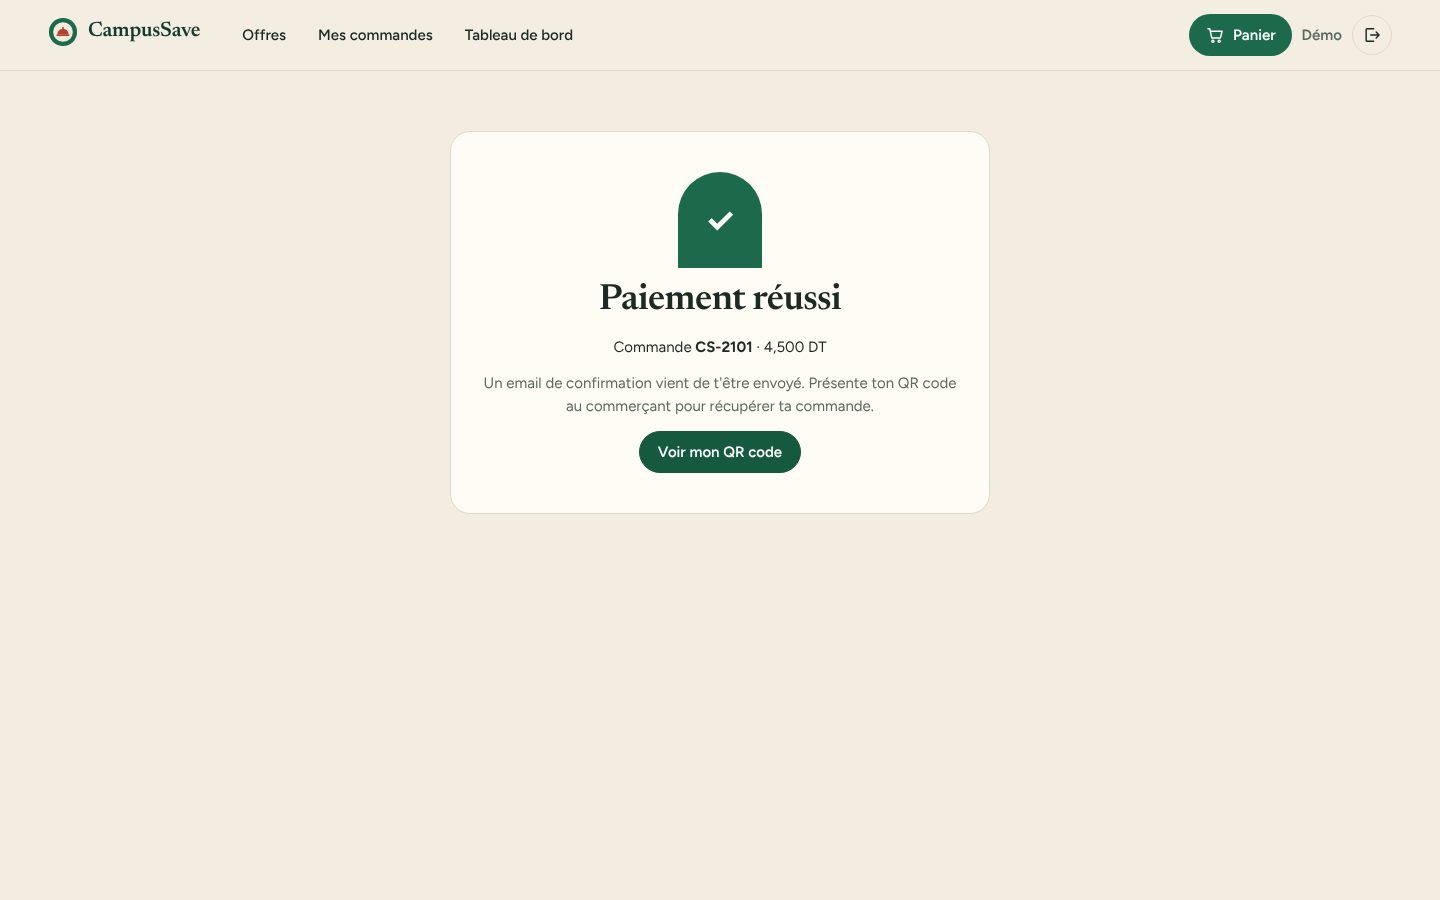 CampusSave
Offres
Mes commandes
Tableau de bord
Panier
Démo
Paiement réussi
Commande CS-2101 · 4,500 DT
Un email de confirmation vient de t'être envoyé. Présente ton QR code
au commerçant pour récupérer ta commande.
Voir mon QR code